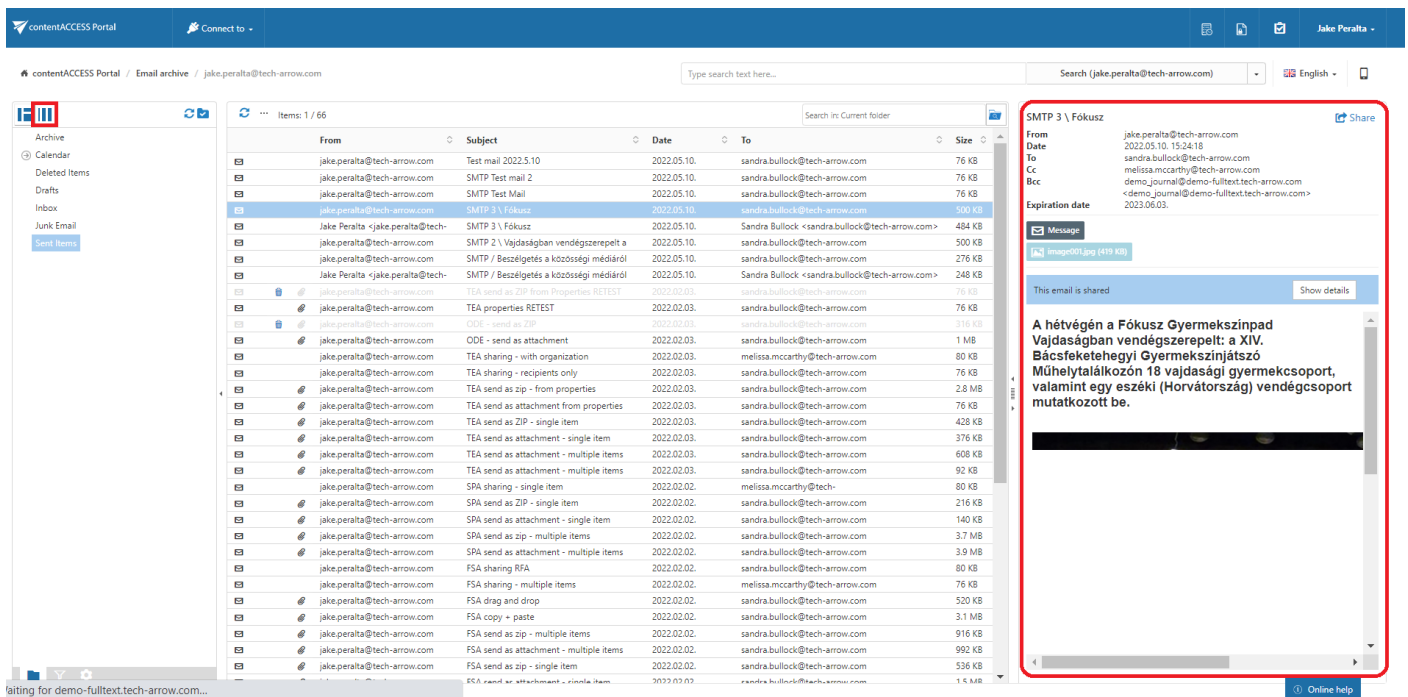 contentACCESS Portal
Connect to
Jake Peralta
contentACCESS Portal / Email archive / jake.peralta@tech-arrow.com
Type search text here...
Search (jake.peralta@tech-arrow.com)
English
Archive
Calendar
Deleted Items
Drafts
Inbox
Junk Email
Sent Items
Items: 1 / 66
Search in: Current folder
From Subject Date To Size
jake.peralta@tech-arrow.com Test mail 2022.5.10 2022.05.10. sandra.bullock@tech-arrow.com 76 KB
jake.peralta@tech-arrow.com SMTP Test mail 2 2022.05.10. sandra.bullock@tech-arrow.com 76 KB
jake.peralta@tech-arrow.com SMTP Test Mail 2022.05.10. sandra.bullock@tech-arrow.com 76 KB
jake.peralta@tech-arrow.com SMTP 3 \ Fókusz 2022.05.10. sandra.bullock@tech-arrow.com 500 KB
Jake Peralta <jake.peralta@tech- SMTP 3 \ Fókusz 2022.05.10. Sandra Bullock <sandra.bullock@tech-arrow.com> 484 KB
jake.peralta@tech-arrow.com SMTP 2 \ Vajdaságban vendégszerepelt a 2022.05.10. sandra.bullock@tech-arrow.com 500 KB
jake.peralta@tech-arrow.com SMTP / Beszélgetés a közösségi médiáról 2022.05.10. sandra.bullock@tech-arrow.com 276 KB
Jake Peralta <jake.peralta@tech- SMTP / Beszélgetés a közösségi médiáról 2022.05.10. Sandra Bullock <sandra.bullock@tech-arrow.com> 248 KB
jake.peralta@tech-arrow.com TEA send as ZIP from Properties RETEST 2022.02.03. sandra.bullock@tech-arrow.com 76 KB
jake.peralta@tech-arrow.com TEA properties RETEST 2022.02.03. sandra.bullock@tech-arrow.com 76 KB
jake.peralta@tech-arrow.com ODE - send as ZIP 2022.02.03. sandra.bullock@tech-arrow.com 316 KB
jake.peralta@tech-arrow.com ODE - send as attachment 2022.02.03. sandra.bullock@tech-arrow.com 1 MB
jake.peralta@tech-arrow.com TEA sharing - with organization 2022.02.03. melissa.mccarthy@tech-arrow.com 80 KB
jake.peralta@tech-arrow.com TEA sharing - recipients only 2022.02.03. sandra.bullock@tech-arrow.com 76 KB
jake.peralta@tech-arrow.com TEA send as zip - from properties 2022.02.03. sandra.bullock@tech-arrow.com 2.8 MB
jake.peralta@tech-arrow.com TEA send as attachment from properties 2022.02.03. sandra.bullock@tech-arrow.com 76 KB
jake.peralta@tech-arrow.com TEA send as ZIP - single item 2022.02.03. sandra.bullock@tech-arrow.com 428 KB
jake.peralta@tech-arrow.com TEA send as attachment - single item 2022.02.03. sandra.bullock@tech-arrow.com 376 KB
jake.peralta@tech-arrow.com TEA send as attachment - multiple items 2022.02.03. sandra.bullock@tech-arrow.com 608 KB
jake.peralta@tech-arrow.com TEA send as attachment - multiple items 2022.02.03. sandra.bullock@tech-arrow.com 92 KB
jake.peralta@tech-arrow.com SPA sharing - single item 2022.02.02. melissa.mccarthy@tech- 80 KB
jake.peralta@tech-arrow.com SPA send as ZIP - single item 2022.02.02. sandra.bullock@tech-arrow.com 216 KB
jake.peralta@tech-arrow.com SPA send as attachment - single item 2022.02.02. sandra.bullock@tech-arrow.com 140 KB
jake.peralta@tech-arrow.com SPA send as zip - multiple items 2022.02.02. sandra.bullock@tech-arrow.com 3.7 MB
jake.peralta@tech-arrow.com SPA send as attachment - multiple items 2022.02.02. sandra.bullock@tech-arrow.com 3.9 MB
jake.peralta@tech-arrow.com FSA sharing RFA 2022.02.02. sandra.bullock@tech-arrow.com 80 KB
jake.peralta@tech-arrow.com FSA sharing - multiple items 2022.02.02. melissa.mccarthy@tech-arrow.com 76 KB
jake.peralta@tech-arrow.com FSA drag and drop 2022.02.02. sandra.bullock@tech-arrow.com 520 KB
jake.peralta@tech-arrow.com FSA copy + paste 2022.02.02. sandra.bullock@tech-arrow.com 3.1 MB
jake.peralta@tech-arrow.com FSA send as zip - multiple items 2022.02.02. sandra.bullock@tech-arrow.com 916 KB
jake.peralta@tech-arrow.com FSA send as attachment - multiple items 2022.02.02. sandra.bullock@tech-arrow.com 992 KB
jake.peralta@tech-arrow.com FSA send as zip - single item 2022.02.02. sandra.bullock@tech-arrow.com 536 KB
jake.peralta@tech-arrow.com FSA send as attachment - single item 2022.02.02. sandra.bullock@tech-arrow.com 1.5 MB
SMTP 3 \ Fókusz Share
From jake.peralta@tech-arrow.com
Date 2022.05.10. 15:24:18
To sandra.bullock@tech-arrow.com
Cc melissa.mccarthy@tech-arrow.com
Bcc demo_journal@demo-fulltext.tech-arrow.com
<demo_journal@demo-fulltext.tech-arrow.com>
Expiration date 2023.06.03.
Message
image001.jpg (419 KB)
This email is shared Show details
A hétvégén a Fókusz Gyermekszínpad
Vajdaságban vendégszerepelt: a XIV.
Bácsfeketehegyi Gyermekszínjátszó
Műhelytalálkozón 18 vajdasági gyermekcsoport,
valamint egy eszéki (Horvátország) vendégcsoport
mutatkozott be.
aiting for demo-fulltext.tech-arrow.com...
Online help